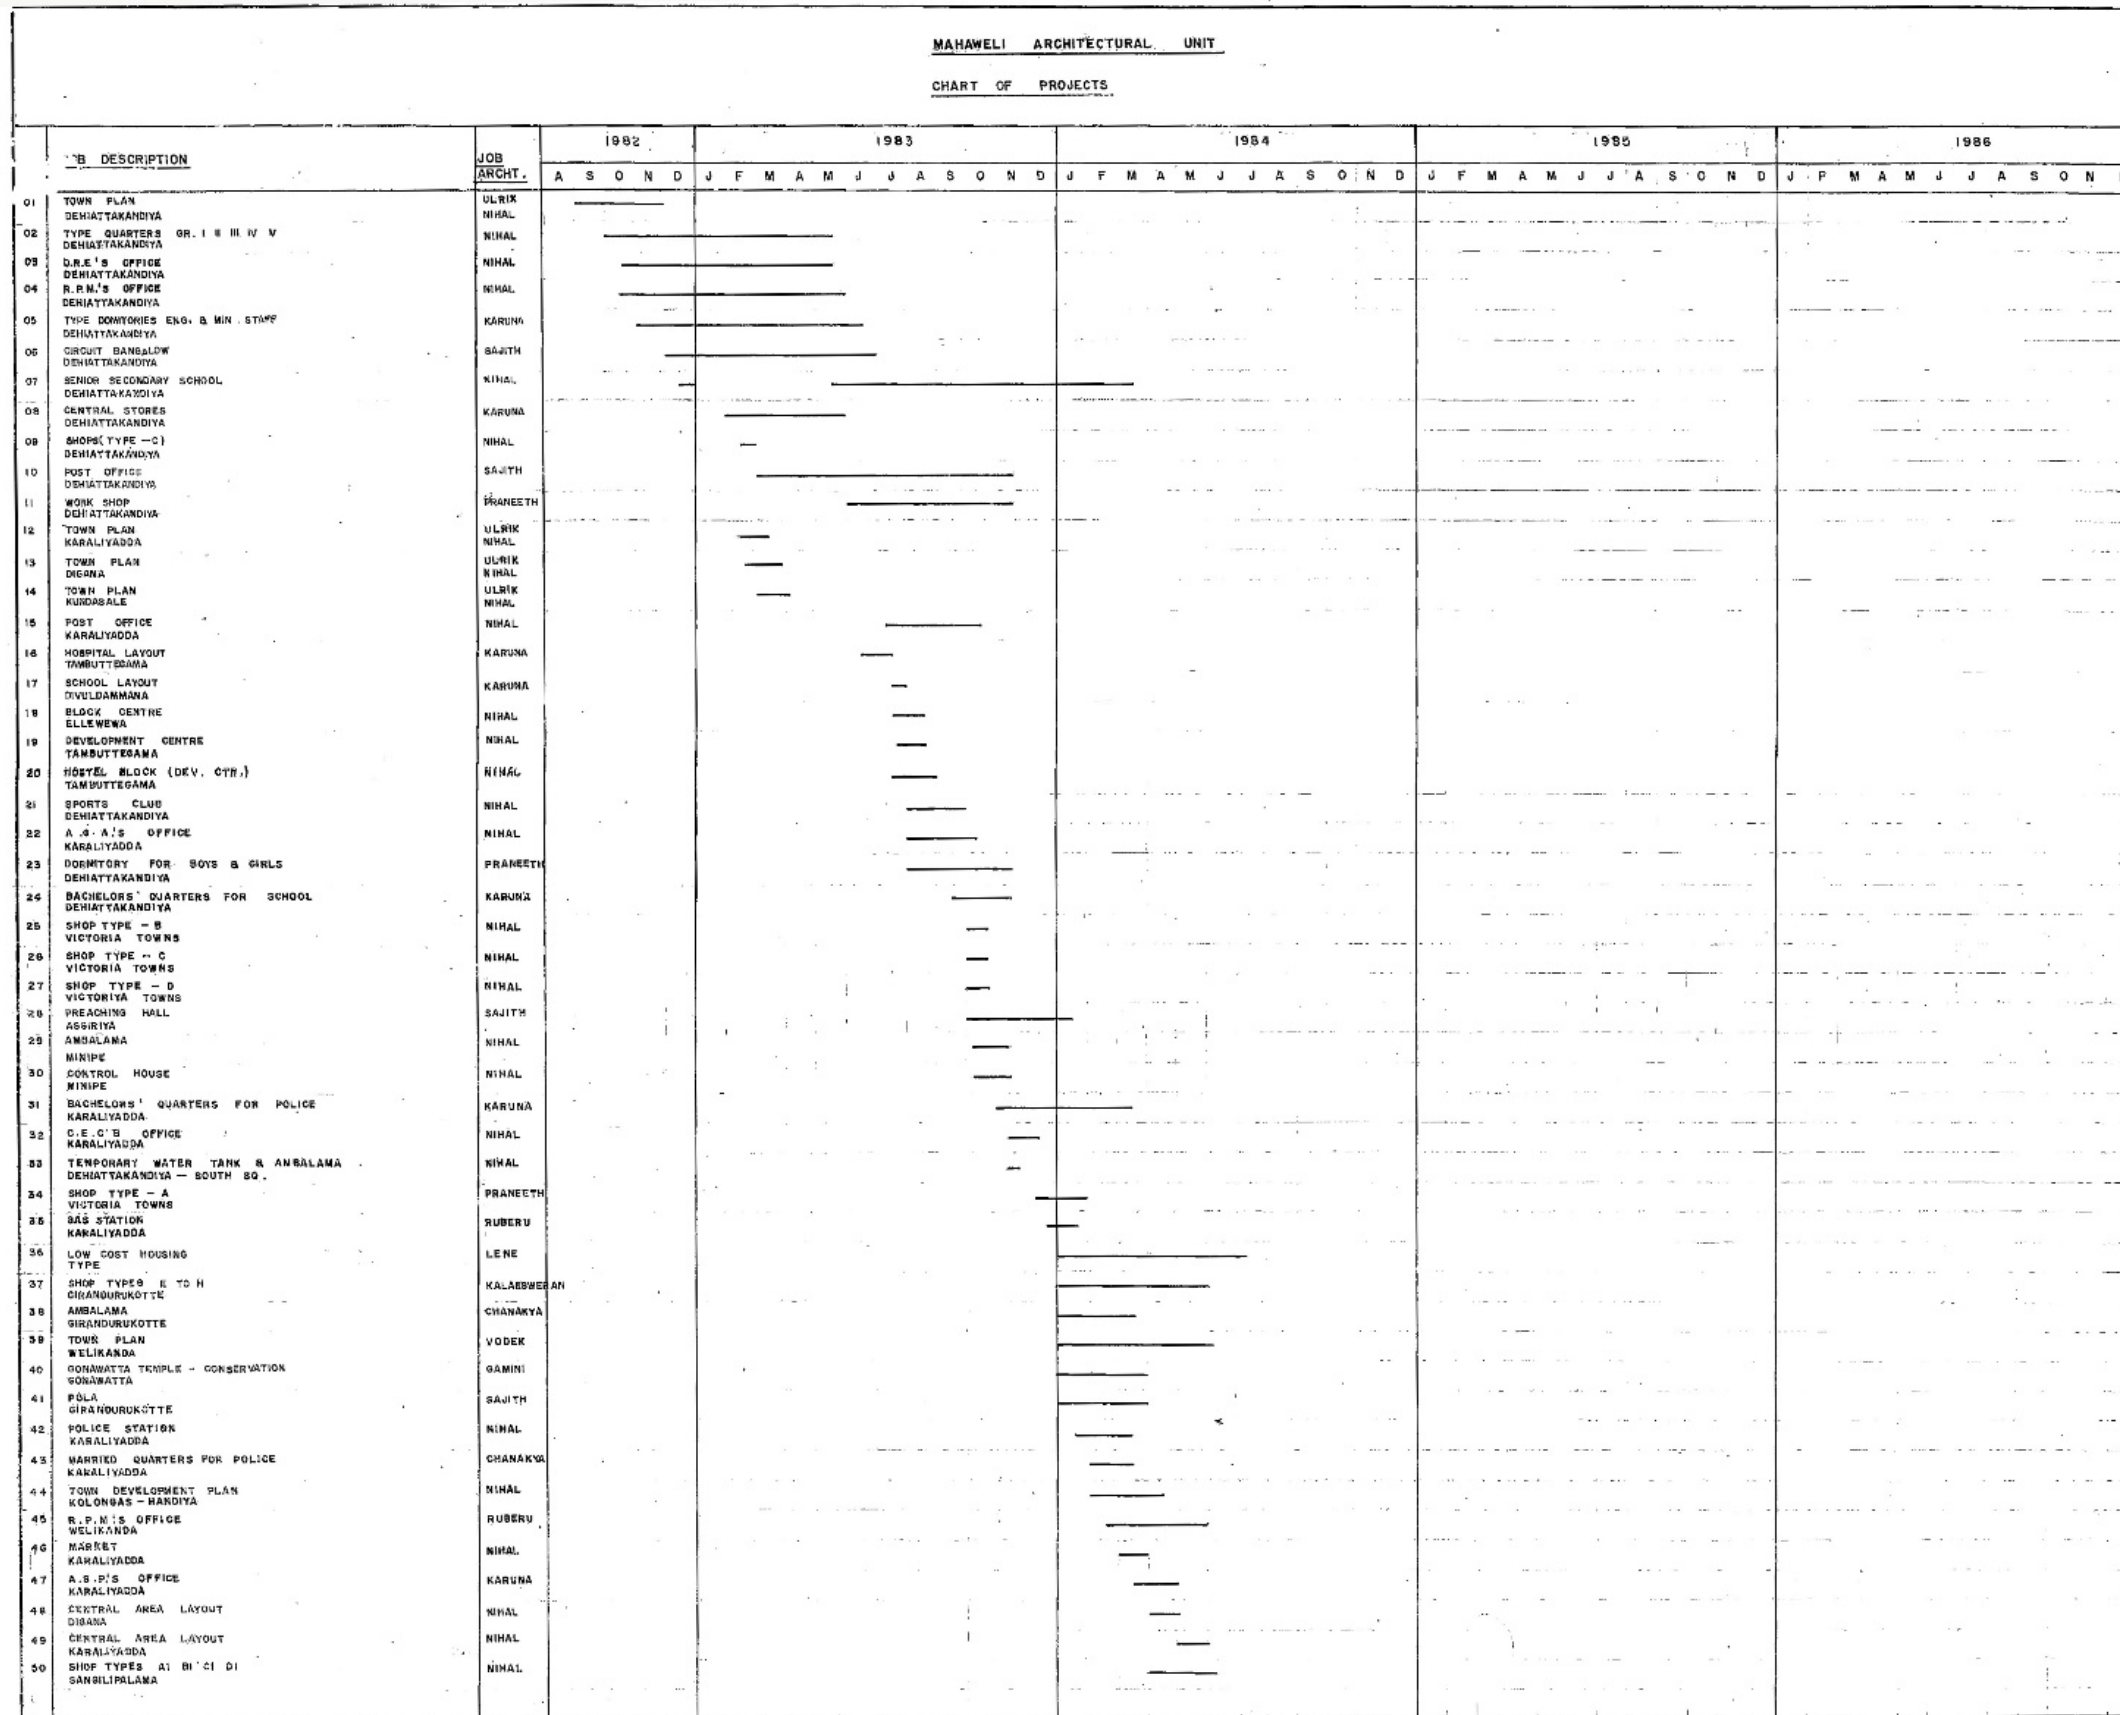 MAHAWELI ARCHITECTURAL UNIT
CHART OF PROJECTS
JOB DESCRIPTION JOB ARCHT. 1982 1983 1984 1985 1986
A S O N D J F M A M J J A S O N D J F M A M J J A S O N D J F M A M J J A S O N D J F M A M J J A S O N
01 TOWN PLAN ULRIX
DEHIATTAKANDIYA NIHAL
02 TYPE QUARTERS GR. I II III IV V NIHAL
DEHIATTAKANDIYA
03 D.R.E'S OFFICE NIHAL
DEHIATTAKANDIYA
04 R.P.M.'S OFFICE NIHAL
DEHIATTAKANDIYA
05 TYPE DOMITORIES ENG. & MIN. STAFF KARUNA
DEHIATTAKANDIYA
06 CIRCUIT BANGALOW SAJITH
DEHIATTAKANDIYA
07 SENIOR SECONDARY SCHOOL NIHAL
DEHIATTAKANDIYA
08 CENTRAL STORES KARUNA
DEHIATTAKANDIYA
09 SHOPS (TYPE - C) NIHAL
DEHIATTAKANDIYA
10 POST OFFICE SAJITH
DEHIATTAKANDIYA
11 WORK SHOP PRANEETH
DEHIATTAKANDIYA
12 TOWN PLAN ULRIK
KARALIYADDA NIHAL
13 TOWN PLAN ULRIK
DIGANA NIHAL
14 TOWN PLAN ULRIK
KUNDASALE NIHAL
15 POST OFFICE NIHAL
KARALIYADDA
16 HOSPITAL LAYOUT KARUNA
TAMBUTTEGAMA
17 SCHOOL LAYOUT KARUNA
DIVULDAMMANA
18 BLOCK CENTRE NIHAL
ELLEWEWA
19 DEVELOPMENT CENTRE NIHAL
TAMBUTTEGAMA
20 HOSTEL BLOCK (DEV. CTR.) NIHAL
TAMBUTTEGAMA
21 SPORTS CLUB NIHAL
DEHIATTAKANDIYA
22 A.G.A.'S OFFICE NIHAL
KARALIYADDA
23 DORMITORY FOR BOYS & GIRLS PRANEETH
DEHIATTAKANDIYA
24 BACHELORS' QUARTERS FOR SCHOOL KARUNA
DEHIATTAKANDIYA
25 SHOP TYPE - B NIHAL
VICTORIA TOWNS
26 SHOP TYPE - C NIHAL
VICTORIA TOWNS
27 SHOP TYPE - D NIHAL
VICTORIYA TOWNS
28 PREACHING HALL SAJITH
ASGIRIYA
29 AMBALAMA NIHAL
MINIPE
30 CONTROL HOUSE NIHAL
MINIPE
31 BACHELORS' QUARTERS FOR POLICE KARUNA
KARALIYADDA
32 C.E.C'B OFFICE NIHAL
KARALIYADDA
33 TEMPORARY WATER TANK & AMBALAMA NIHAL
DEHIATTAKANDIYA - SOUTH SQ.
34 SHOP TYPE - A PRANEETH
VICTORIA TOWNS
35 BAS STATION RUBERU
KARALIYADDA
36 LOW COST HOUSING LENE
TYPE
37 SHOP TYPES E TO H KALAESWERAN
GIRANDURUKOTTE
38 AMBALAMA CHANAKYA
GIRANDURUKOTTE
39 TOWN PLAN VODEK
WELIKANDA
40 GONAWATTA TEMPLE - CONSERVATION GAMINI
GONAWATTA
41 POLA SAJITH
GIRANDURUKOTTE
42 POLICE STATION NIHAL
KARALIYADDA
43 MARRIED QUARTERS FOR POLICE CHANAKYA
KARALIYADDA
44 TOWN DEVELOPMENT PLAN NIHAL
KOLONGAS - HANDIYA
45 R.P.M'S OFFICE RUBERU
WELIKANDA
46 MARKET NIHAL
KARALIYADDA
47 A.S.P.'S OFFICE KARUNA
KARALIYADDA
48 CENTRAL AREA LAYOUT NIHAL
DIGANA
49 CENTRAL AREA LAYOUT NIHAL
KARALIYADDA
50 SHOP TYPES A1 B1 C1 D1 NIHAL
SANGILIPALAMA